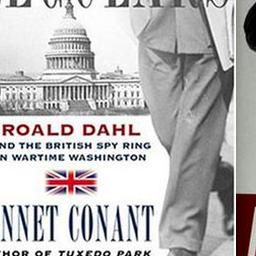 ROALD DAHL
ND THE BRITISH SPY RING
N WARTIME WASHINGTON
NNET CONANT
HOR OF TUXEDO PARK